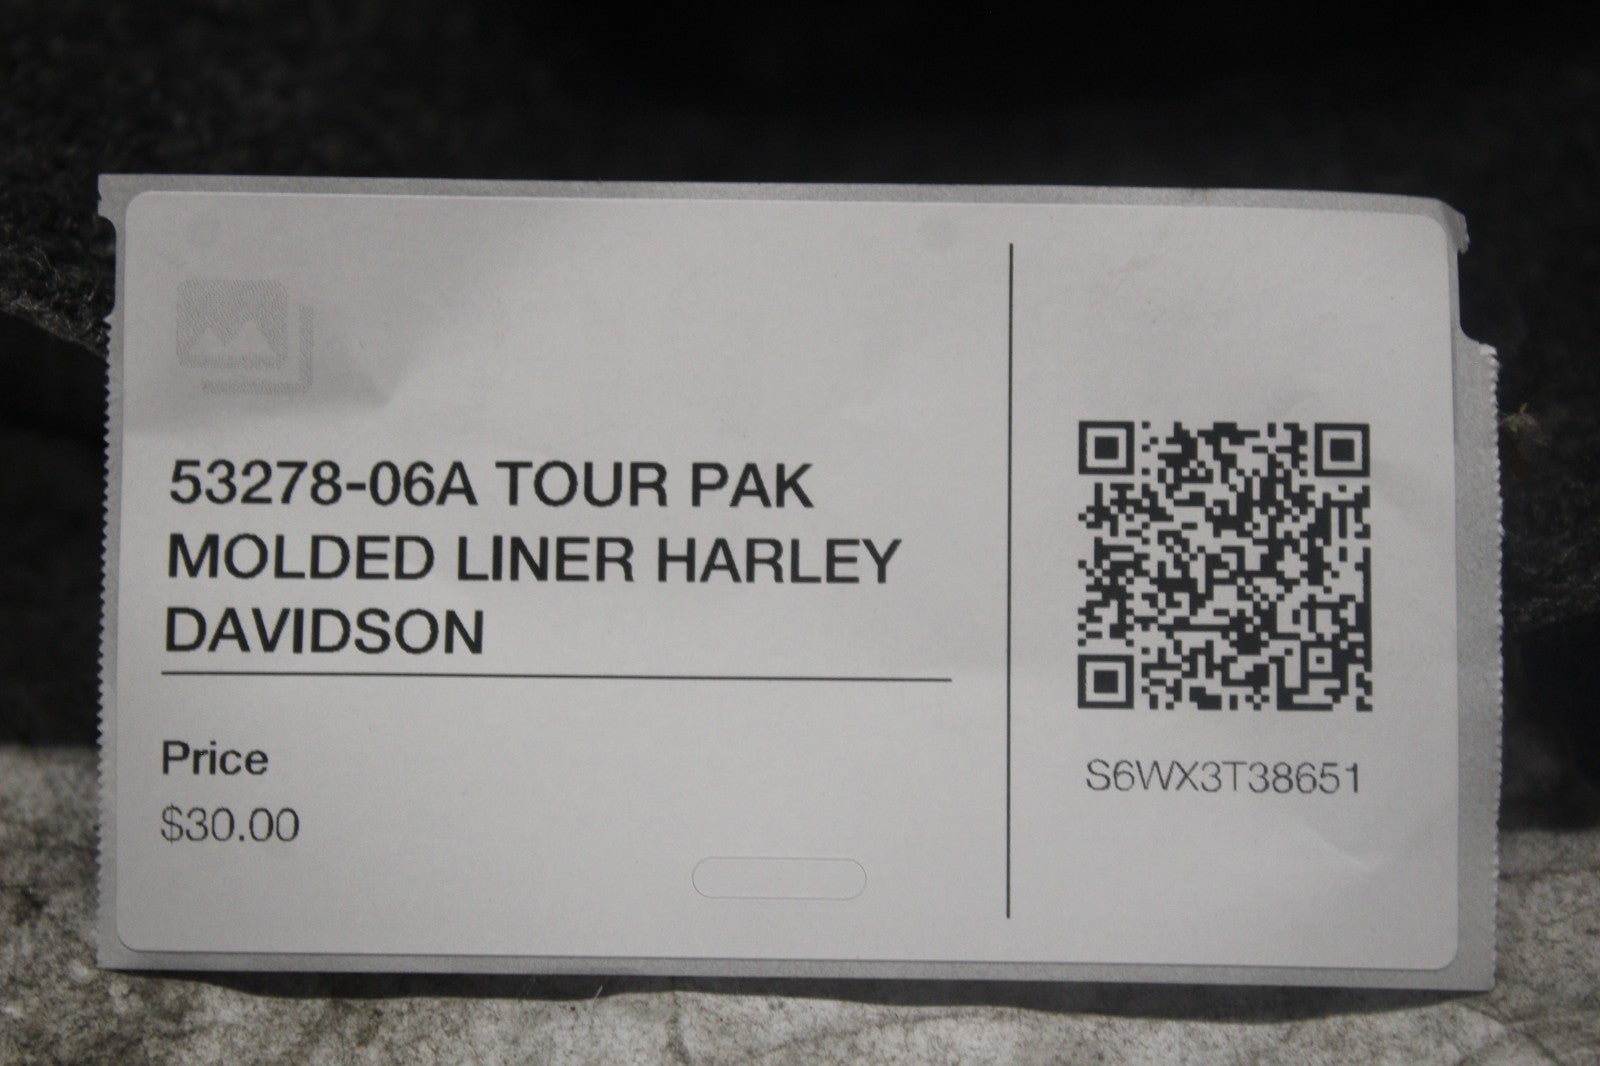 53278-06A TOUR PAK
MOLDED LINER HARLEY
DAVIDSON
Price
$30.00
S6WX3T38651